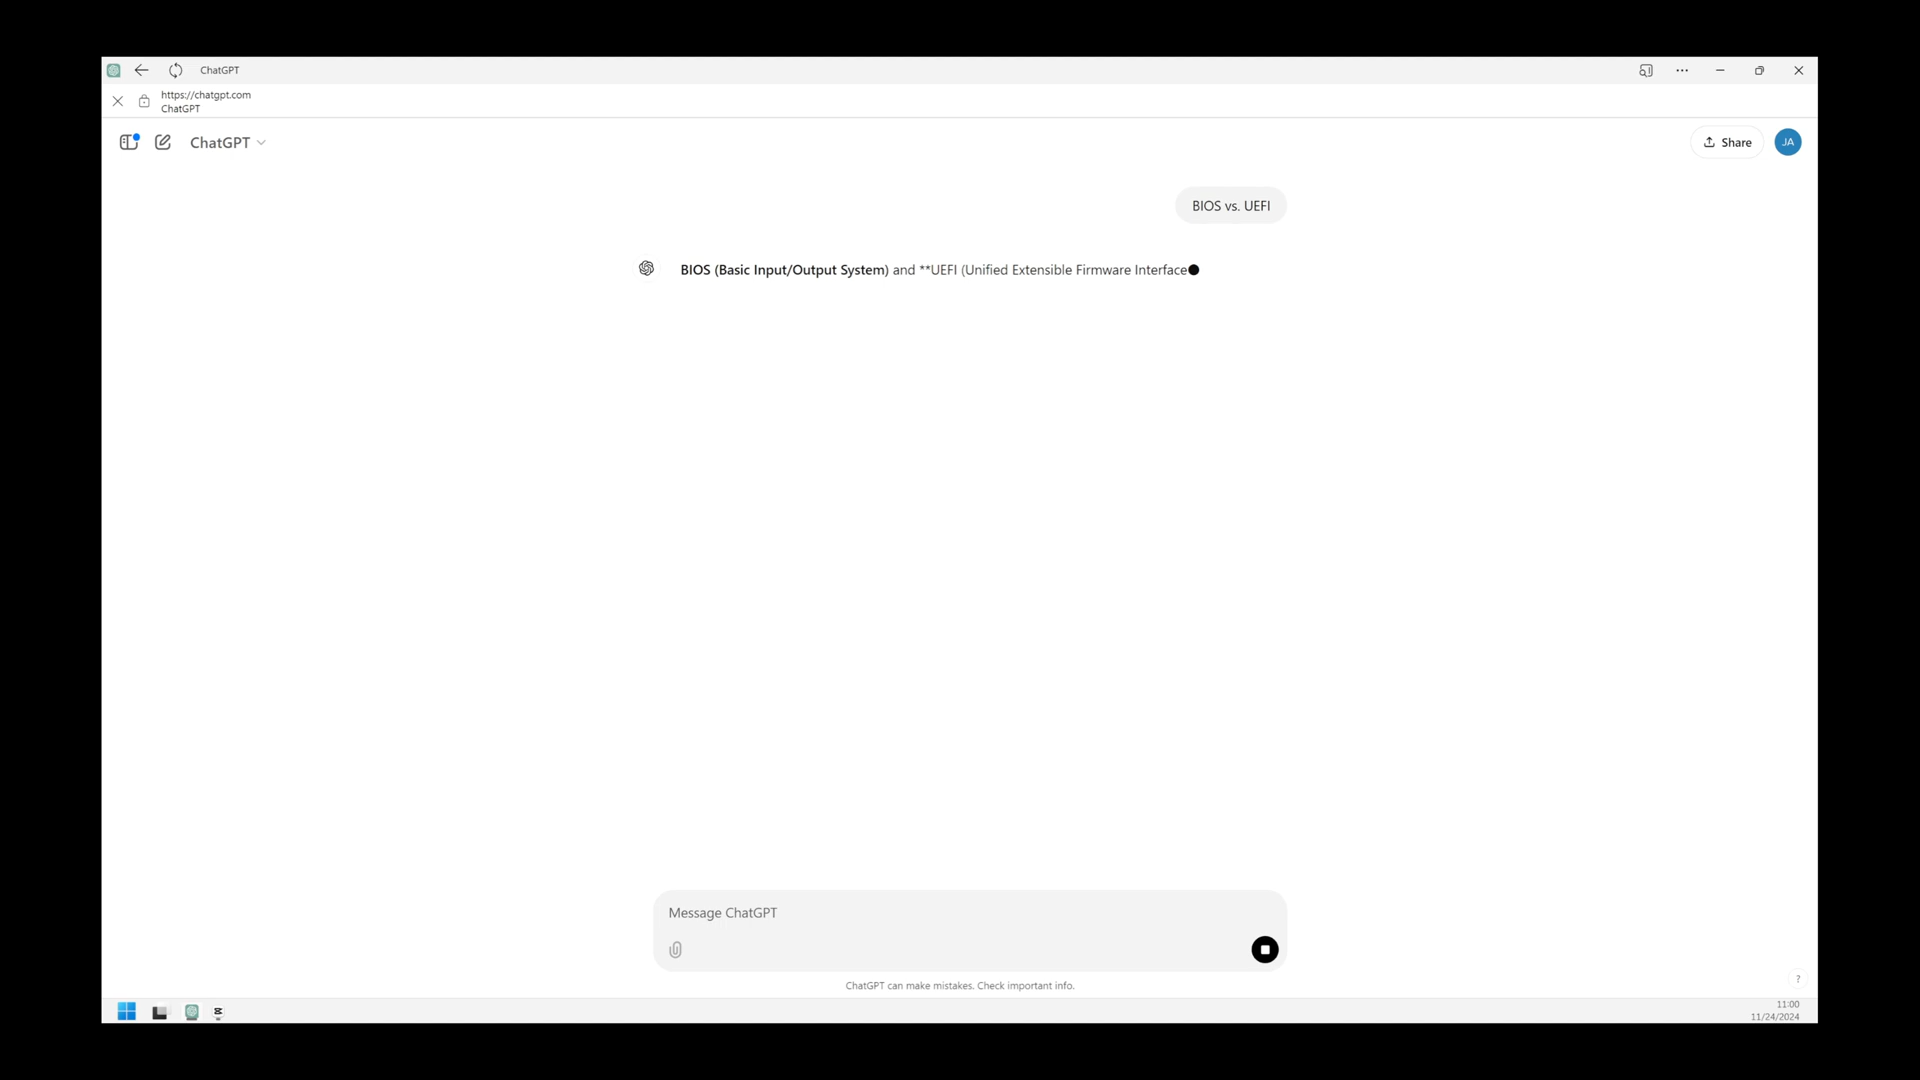 ChatGPT
https://chatgpt.com
ChatGPT
ChatGPT
Share
JA
BIOS vs. UEFI
BIOS (Basic Input/Output System) and **UEFI (Unified Extensible Firmware Interface
Message ChatGPT
ChatGPT can make mistakes. Check important info.
?
11:00
11/24/2024